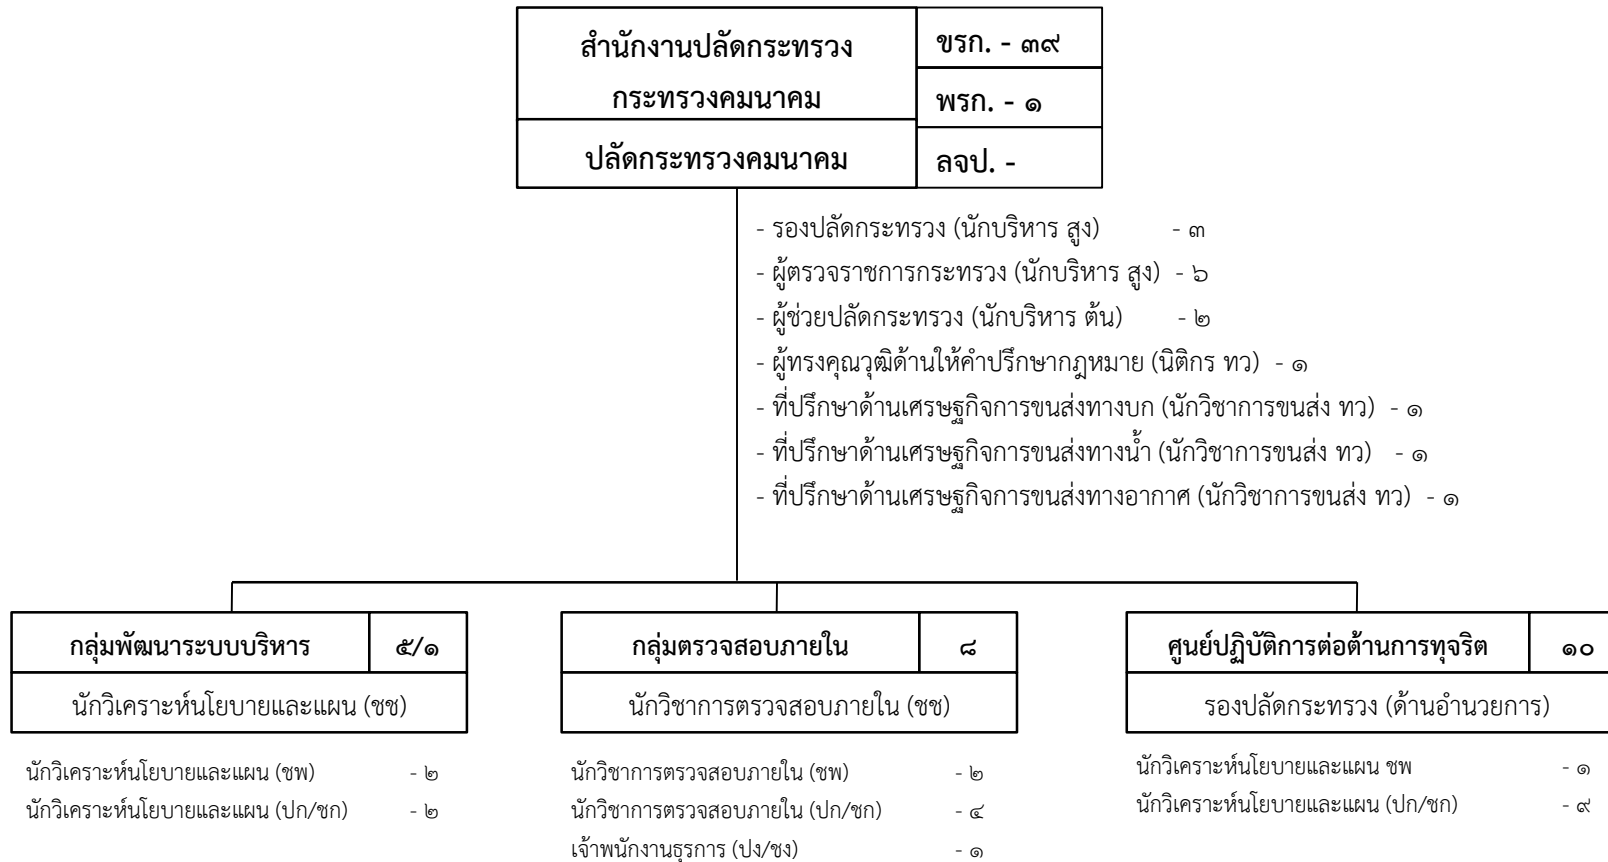 สำนักงานปลัดกระทรวง
กระทรวงคมนาคม
ปลัดกระทรวงคมนาคม
ขรก. - ๓๙
พรก. - ๑
ลจป. -
- รองปลัดกระทรวง (นักบริหาร สูง) - ๓
- ผู้ตรวจราชการกระทรวง (นักบริหาร สูง) - ๖
- ผู้ช่วยปลัดกระทรวง (นักบริหาร ต้น) - ๒
- ผู้ทรงคุณวุฒิด้านให้คำปรึกษากฎหมาย (นิติกร ทว) - ๑
- ที่ปรึกษาด้านเศรษฐกิจการขนส่งทางบก (นักวิชาการขนส่ง ทว) - ๑
- ที่ปรึกษาด้านเศรษฐกิจการขนส่งทางน้ำ (นักวิชาการขนส่ง ทว) - ๑
- ที่ปรึกษาด้านเศรษฐกิจการขนส่งทางอากาศ (นักวิชาการขนส่ง ทว) - ๑
กลุ่มพัฒนาระบบบริหาร ๕/๑
นักวิเคราะห์นโยบายและแผน (ชช)
นักวิเคราะห์นโยบายและแผน (ชพ) - ๒
นักวิเคราะห์นโยบายและแผน (ปก/ชก) - ๒
กลุ่มตรวจสอบภายใน ๘
นักวิชาการตรวจสอบภายใน (ชช)
นักวิชาการตรวจสอบภายใน (ชพ) - ๒
นักวิชาการตรวจสอบภายใน (ปก/ชก) - ๔
เจ้าพนักงานธุรการ (ปง/ชง) - ๑
ศูนย์ปฏิบัติการต่อต้านการทุจริต ๑๐
รองปลัดกระทรวง (ด้านอำนวยการ)
นักวิเคราะห์นโยบายและแผน ชพ - ๑
นักวิเคราะห์นโยบายและแผน (ปก/ชก) - ๙